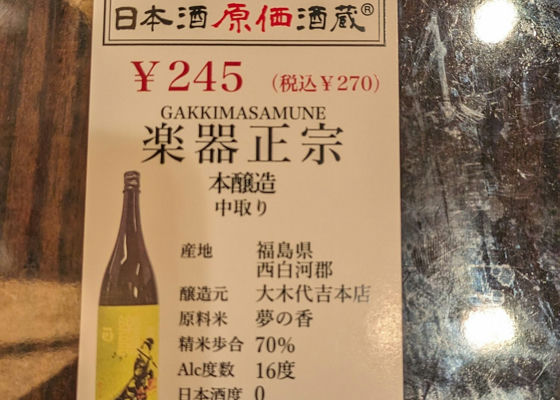 日本酒原価酒蔵®
￥245 （税込￥270）
GAKKIMASAMUNE
楽器正宗
本醸造
中取り
産地 福島県
西白河郡
醸造元 大木代吉本店
原料米 夢の香
精米歩合 70%
Alc度数 16度
日本酒度 0